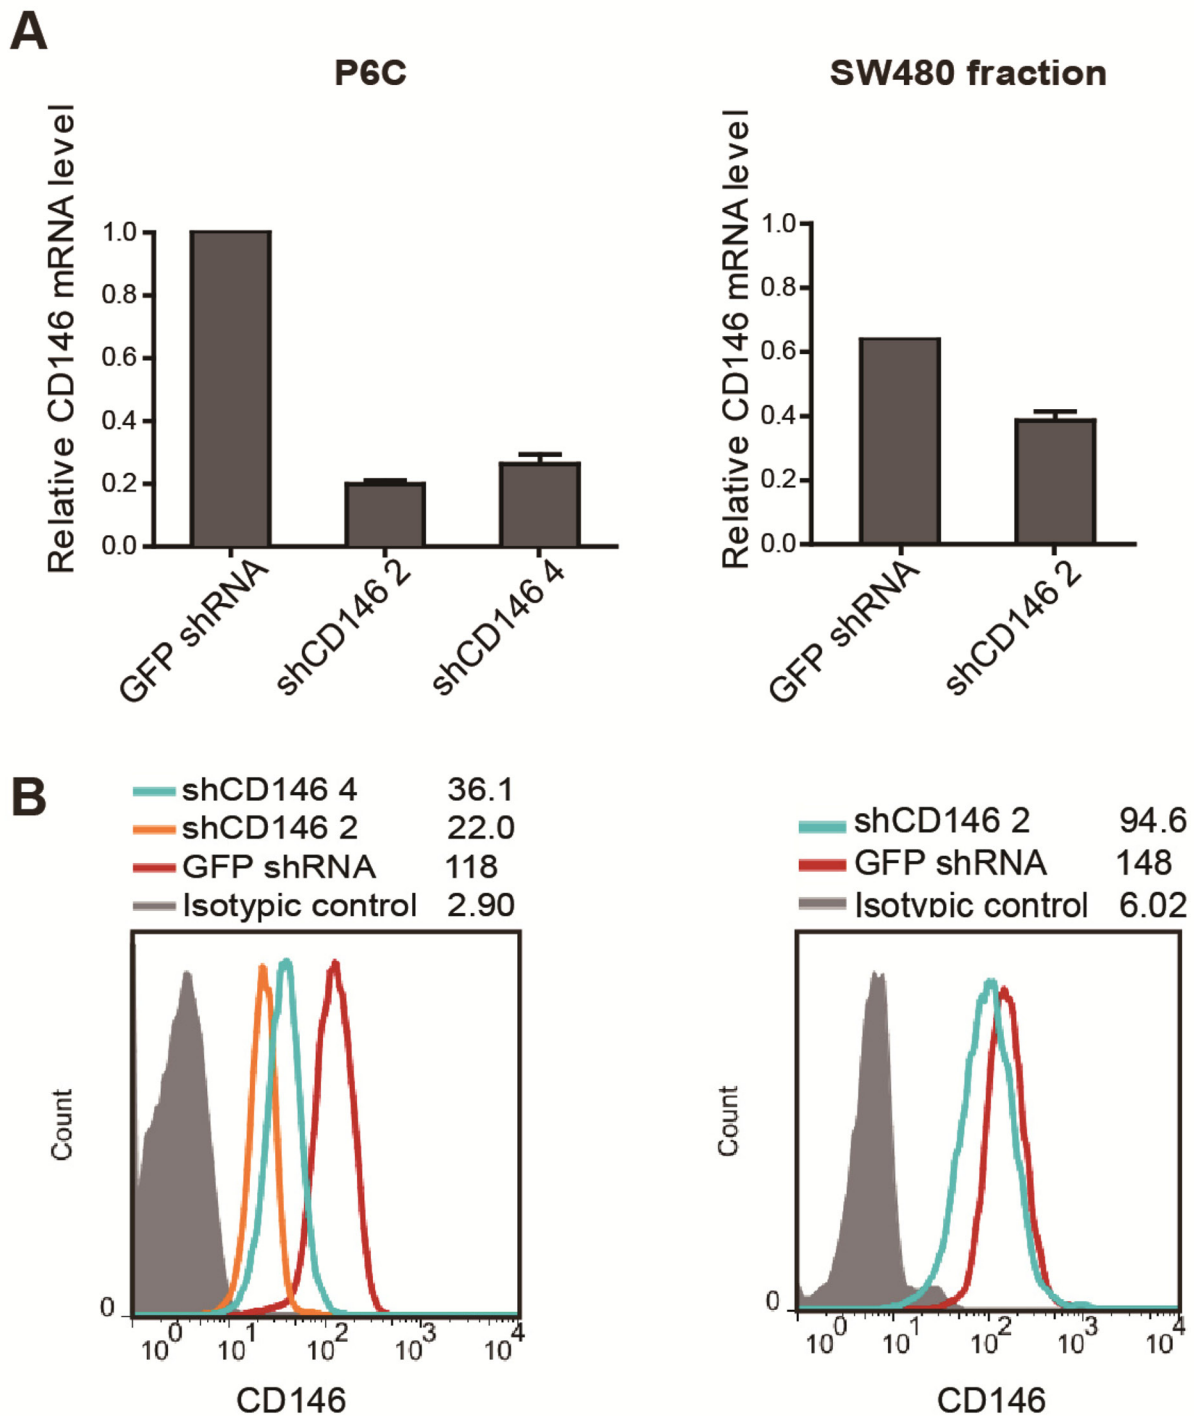 A
P6C
SW480 fraction
Relative CD146 mRNA level
1.0
0.8
0.6
0.4
0.2
0.0
GFP shRNA
shCD146 2
shCD146 4
Relative CD146 mRNA level
1.0
0.8
0.6
0.4
0.2
0.0
GFP shRNA
shCD146 2
B
shCD146 4 36.1
shCD146 2 22.0
GFP shRNA 118
Isotypic control 2.90
Count
0
10^0 10^1 10^2 10^3 10^4
CD146
shCD146 2 94.6
GFP shRNA 148
Isotypic control 6.02
Count
0
10^0 10^1 10^2 10^3 10^4
CD146